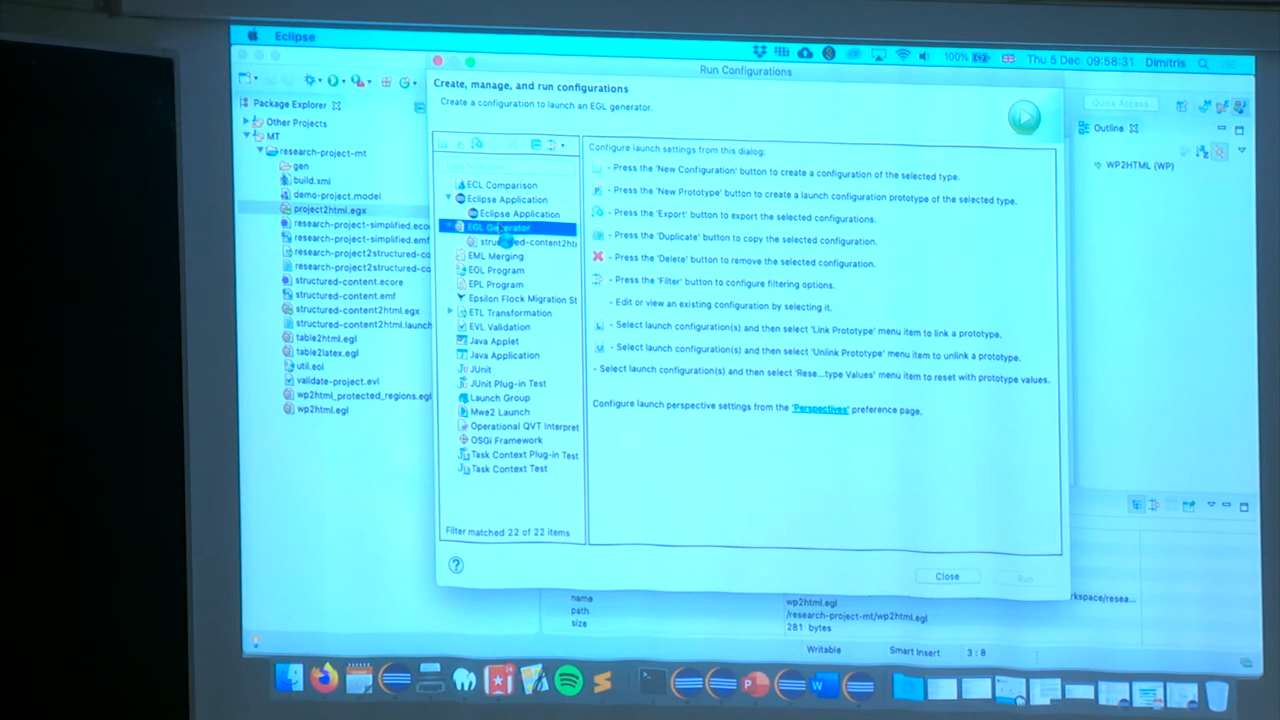 Eclipse
100%
Thu 5 Dec 09:58:31 Dimitris
Run Configurations
Create, manage, and run configurations
Create a configuration to launch an EGL generator.
Package Explorer
Other Projects
MT
research-project-mt
gen
build.xml
demo-project.model
project2html.egx
research-project-simplified.eco
research-project-simplified.emf
research-project2structured-co
research-project2structured-co
structured-content.ecore
structured-content.emf
structured-content2html.egx
structured-content2html.launch
table2html.egl
table2latex.egl
util.eol
validate-project.evl
wp2html_protected_regions.egl
wp2html.egl
ECL Comparison
Eclipse Application
Eclipse Application
EGL Generator
EML Merging
EOL Program
EPL Program
Epsilon Flock Migration St
ETL Transformation
EVL Validation
Java Applet
Java Application
JUnit
JUnit Plug-in Test
Launch Group
Mwe2 Launch
Operational QVT Interpret
OSGi Framework
Task Context Plug-in Test
Task Context Test
Filter matched 22 of 22 items
Configure launch settings from this dialog:
- Press the 'New Configuration' button to create a configuration of the selected type.
- Press the 'New Prototype' button to create a launch configuration prototype of the selected type.
- Press the 'Export' button to export the selected configurations.
- Press the 'Duplicate' button to copy the selected configuration.
- Press the 'Delete' button to remove the selected configuration.
- Press the 'Filter' button to configure filtering options.
- Edit or view an existing configuration by selecting it.
- Select launch configuration(s) and then select 'Link Prototype' menu item to link a prototype.
- Select launch configuration(s) and then select 'Unlink Prototype' menu item to unlink a prototype.
- Select launch configuration(s) and then select 'Rese...type Values' menu item to reset with prototype values.
Configure launch perspective settings from the 'Perspectives' preference page.
Close
Run
Quick Access
Outline
WP2HTML (WP)
name
wp2html.egl
path
/research-project-mt/wp2html.egl
size
281 bytes
Writable
Smart Insert
3 : 8